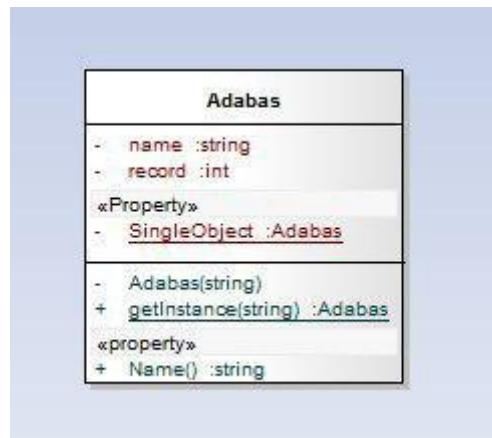 Adabas
- name :string
- record :int
«Property»
- SingleObject :Adabas
- Adabas(string)
+ getInstance(string) :Adabas
«property»
+ Name() :string